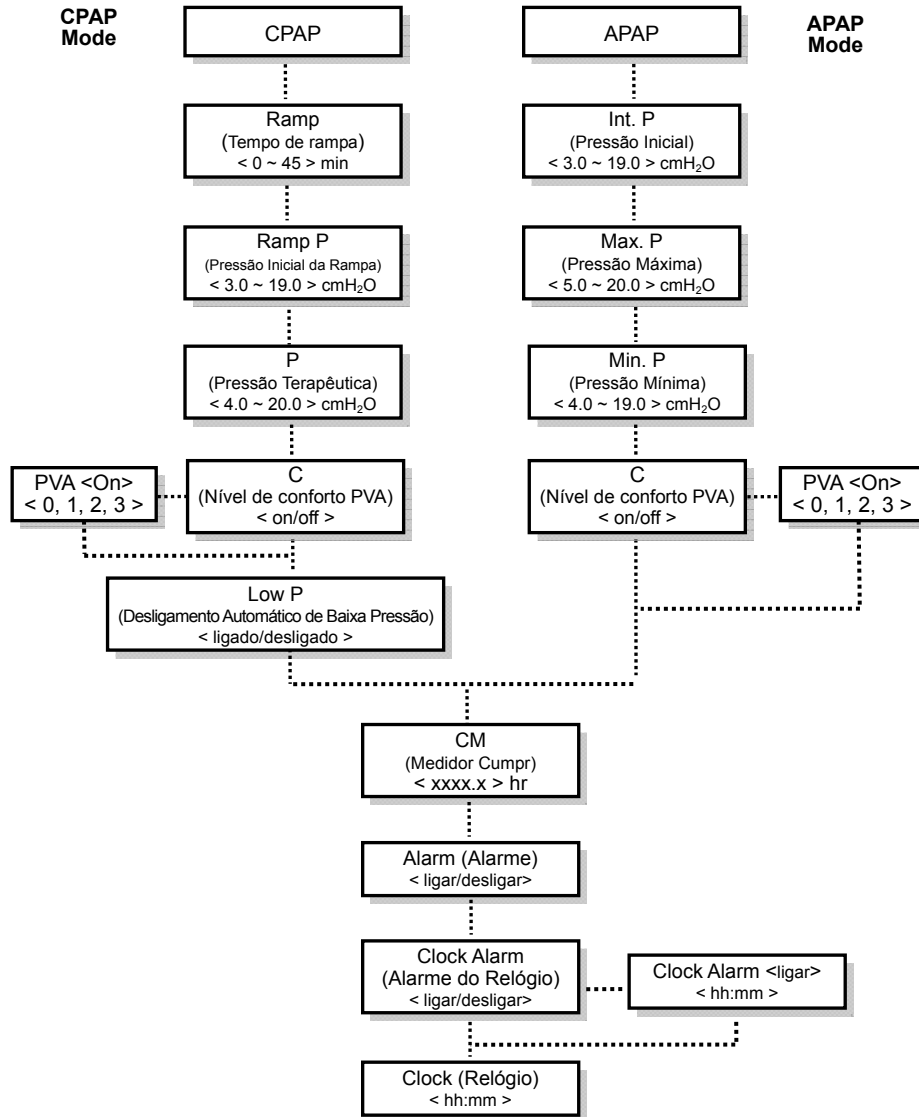 CPAP
Mode
CPAP
Ramp
(Tempo de rampa)
< 0 ~ 45 > min
Ramp P
(Pressão Inicial da Rampa)
< 3.0 ~ 19.0 > cmH₂O
P
(Pressão Terapêutica)
< 4.0 ~ 20.0 > cmH₂O
PVA <On>
< 0, 1, 2, 3 >
C
(Nível de conforto PVA)
< on/off >
Low P
(Desligamento Automático de Baixa Pressão)
< ligado/desligado >
APAP
Mode
APAP
Int. P
(Pressão Inicial)
< 3.0 ~ 19.0 > cmH₂O
Max. P
(Pressão Máxima)
< 5.0 ~ 20.0 > cmH₂O
Min. P
(Pressão Mínima)
< 4.0 ~ 19.0 > cmH₂O
C
(Nível de conforto PVA)
< on/off >
PVA <On>
< 0, 1, 2, 3 >
CM
(Medidor Cumpr)
< xxxx.x > hr
Alarm (Alarme)
< ligar/desligar>
Clock Alarm
(Alarme do Relógio)
< ligar/desligar>
Clock Alarm <ligar>
< hh:mm >
Clock (Relógio)
< hh:mm >